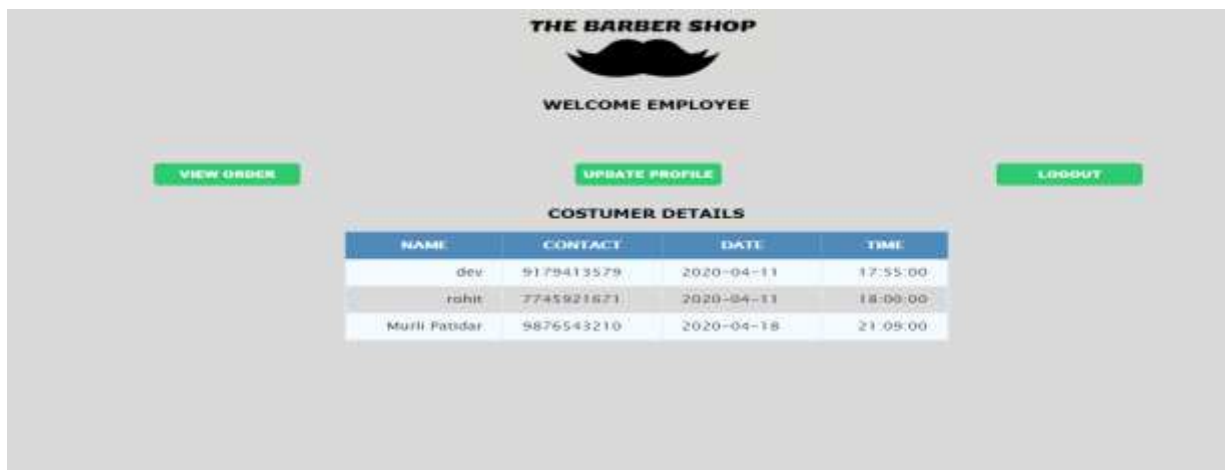 THE BARBER SHOP
WELCOME EMPLOYEE
VIEW ORDER UPDATE PROFILE LOGOUT
COSTUMER DETAILS
NAME CONTACT DATE TIME
dev 9179413579 2020-04-11 17:55:00
rohit 7745921671 2020-04-11 18:00:00
Murli Patidar 9876543210 2020-04-18 21:09:00